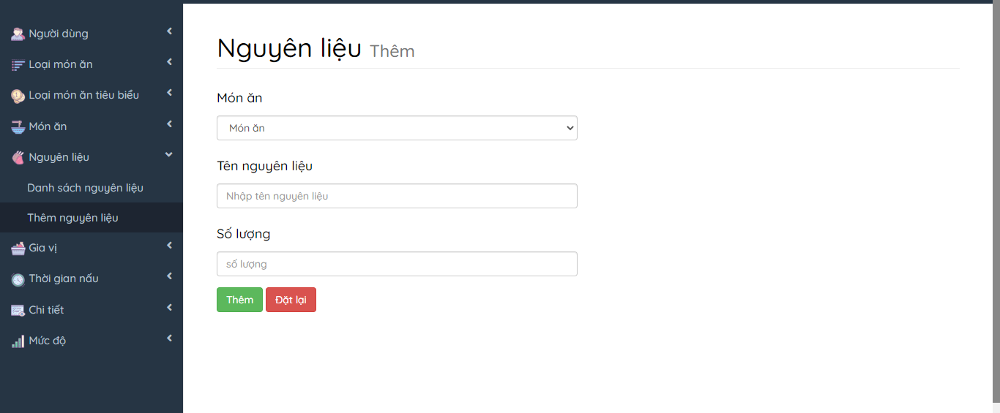 Người dùng
Loại món ăn
Loại món ăn tiêu biểu
Món ăn
Nguyên liệu
Danh sách nguyên liệu
Thêm nguyên liệu
Gia vị
Thời gian nấu
Chi tiết
Mức độ
Nguyên liệu Thêm
Món ăn
Món ăn
Tên nguyên liệu
Nhập tên nguyên liệu
Số lượng
số lượng
Thêm Đặt lại